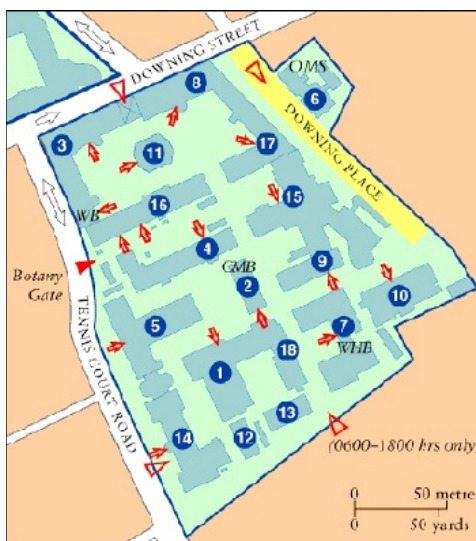 DOWNING STREET
OMS
8
6
3
DOWNING PLACE
11
17
16
15
WB
4
9
GMB
2
10
Botany
Gate
5
7
WHB
18
1
TENNIS COURT ROAD
13
12
14
(0600–1800 hrs only)
0 50 metre
0 50 yards